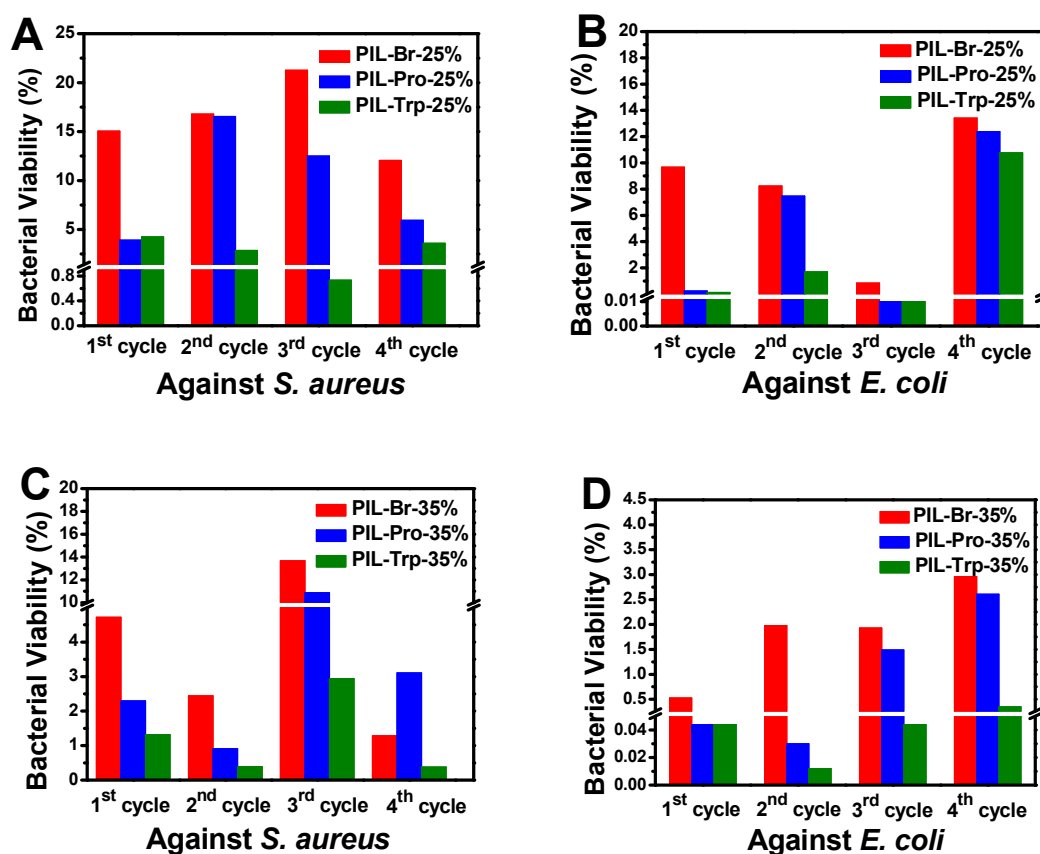 A
Bacterial Viability (%)
25
20
15
10
5
0.8
0.4
0.0
PIL-Br-25%
PIL-Pro-25%
PIL-Trp-25%
1st cycle 2nd cycle 3rd cycle 4th cycle
Against S. aureus
B
Bacterial Viability (%)
20
18
16
14
12
10
8
6
4
2
0.01
0.00
PIL-Br-25%
PIL-Pro-25%
PIL-Trp-25%
1st cycle 2nd cycle 3rd cycle 4th cycle
Against E. coli
C
Bacterial Viability (%)
20
18
16
14
12
10
4
3
2
1
0
PIL-Br-35%
PIL-Pro-35%
PIL-Trp-35%
1st cycle 2nd cycle 3rd cycle 4th cycle
Against S. aureus
D
Bacterial Viability (%)
4.5
4.0
3.5
3.0
2.5
2.0
1.5
1.0
0.5
0.04
0.02
0.00
PIL-Br-35%
PIL-Pro-35%
PIL-Trp-35%
1st cycle 2nd cycle 3rd cycle 4th cycle
Against E. coli